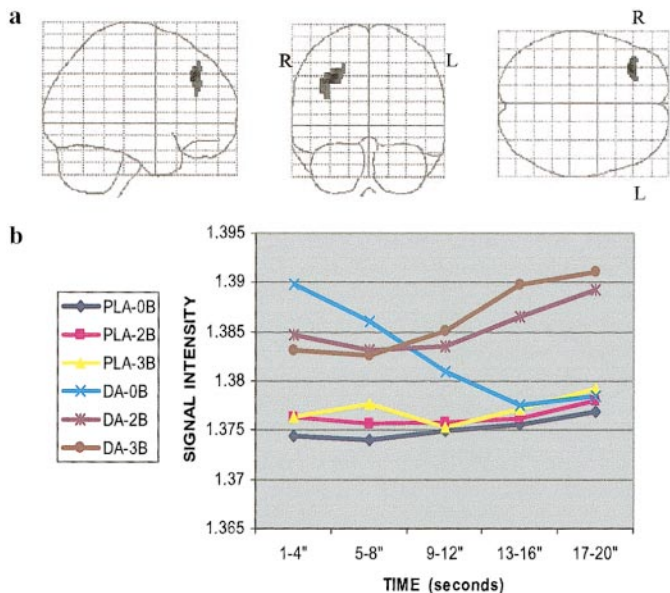 a
R
R L
L
b
1.395
1.39
1.385
1.38
1.375
1.37
1.365
SIGNAL INTENSITY
PLA-0B
PLA-2B
PLA-3B
DA-0B
DA-2B
DA-3B
1-4" 5-8" 9-12" 13-16" 17-20"
TIME (seconds)